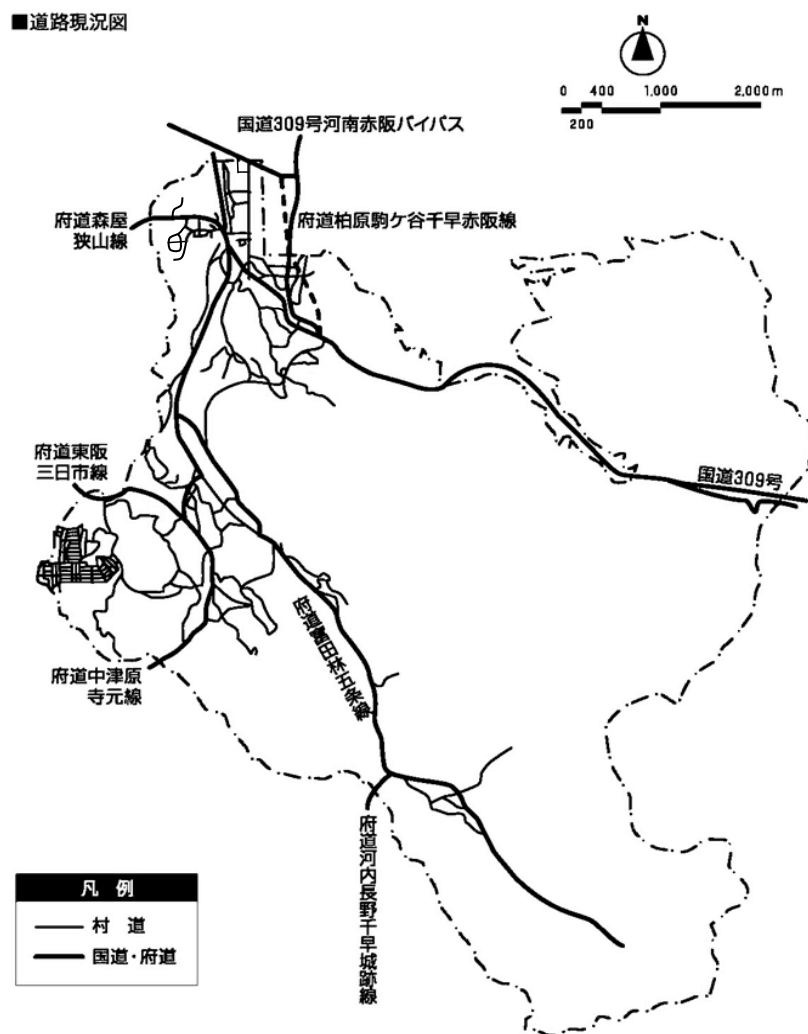 ■道路現況図
N
0 400 1,000 2,000m
200
国道309号河南赤阪バイパス
府道森屋
狭山線
府道柏原駒ケ谷千早赤阪線
府道東阪
三日市線
国道309号
府道中津原
寺元線
府道富田林五条線
府道河内長野千早城跡線
凡 例
村 道
国道・府道